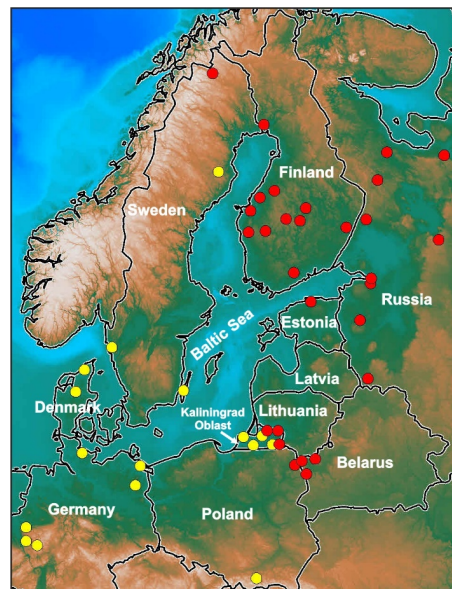 Finland
Sweden
Russia
Baltic Sea
Estonia
Latvia
Denmark
Kaliningrad
Oblast
Lithuania
Belarus
Germany
Poland